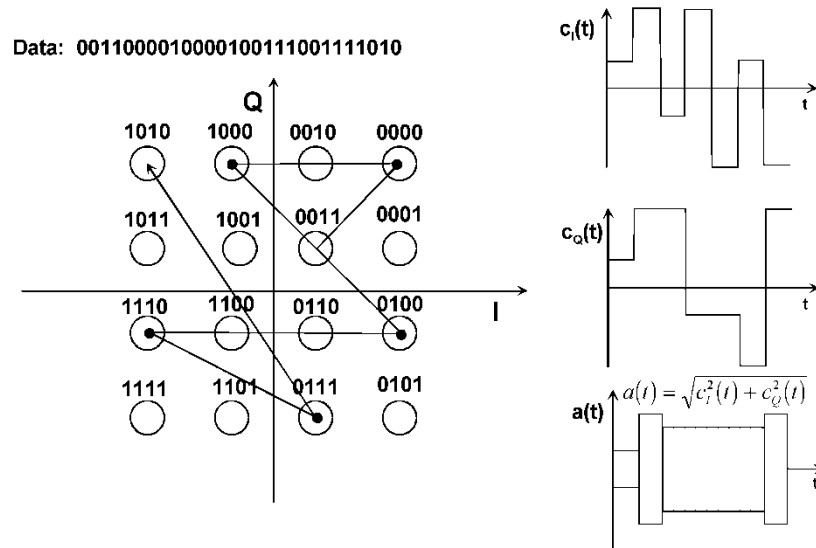 Data: 0011000010000100111001111010
Q
1010 1000 0010 0000
1011 1001 0011 0001
I
1110 1100 0110 0100
1111 1101 0111 0101
c_I(t)
t
c_Q(t)
t
a(t) = √c_I²(t) + c_Q²(t)
a(t)
t